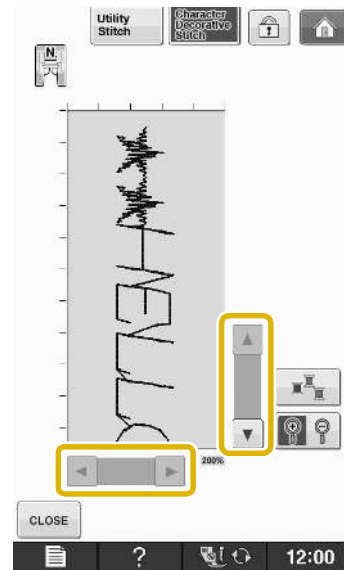 Utility
Stitch
Character
Decorative
Stitch
N
HELLO
200%
CLOSE
?
12:00